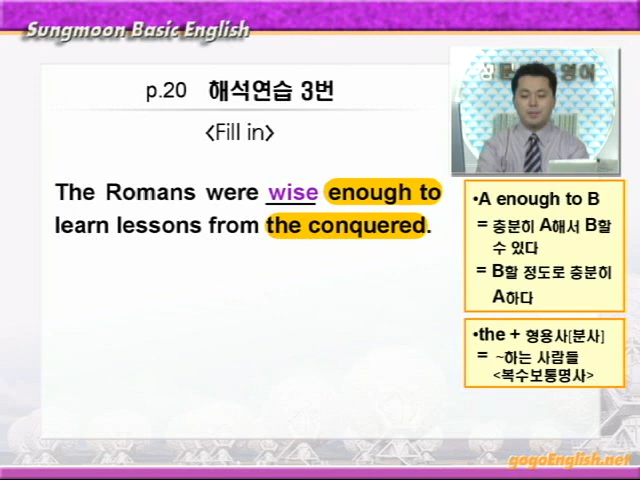 Sungmoon Basic English
p.20 해석연습 3번
<Fill in>
The Romans were wise enough to
learn lessons from the conquered.
•A enough to B
= 충분히 A해서 B할
수 있다
= B할 정도로 충분히
A하다
•the + 형용사[분사]
= ~하는 사람들
<복수보통명사>
gogoEnglish.net